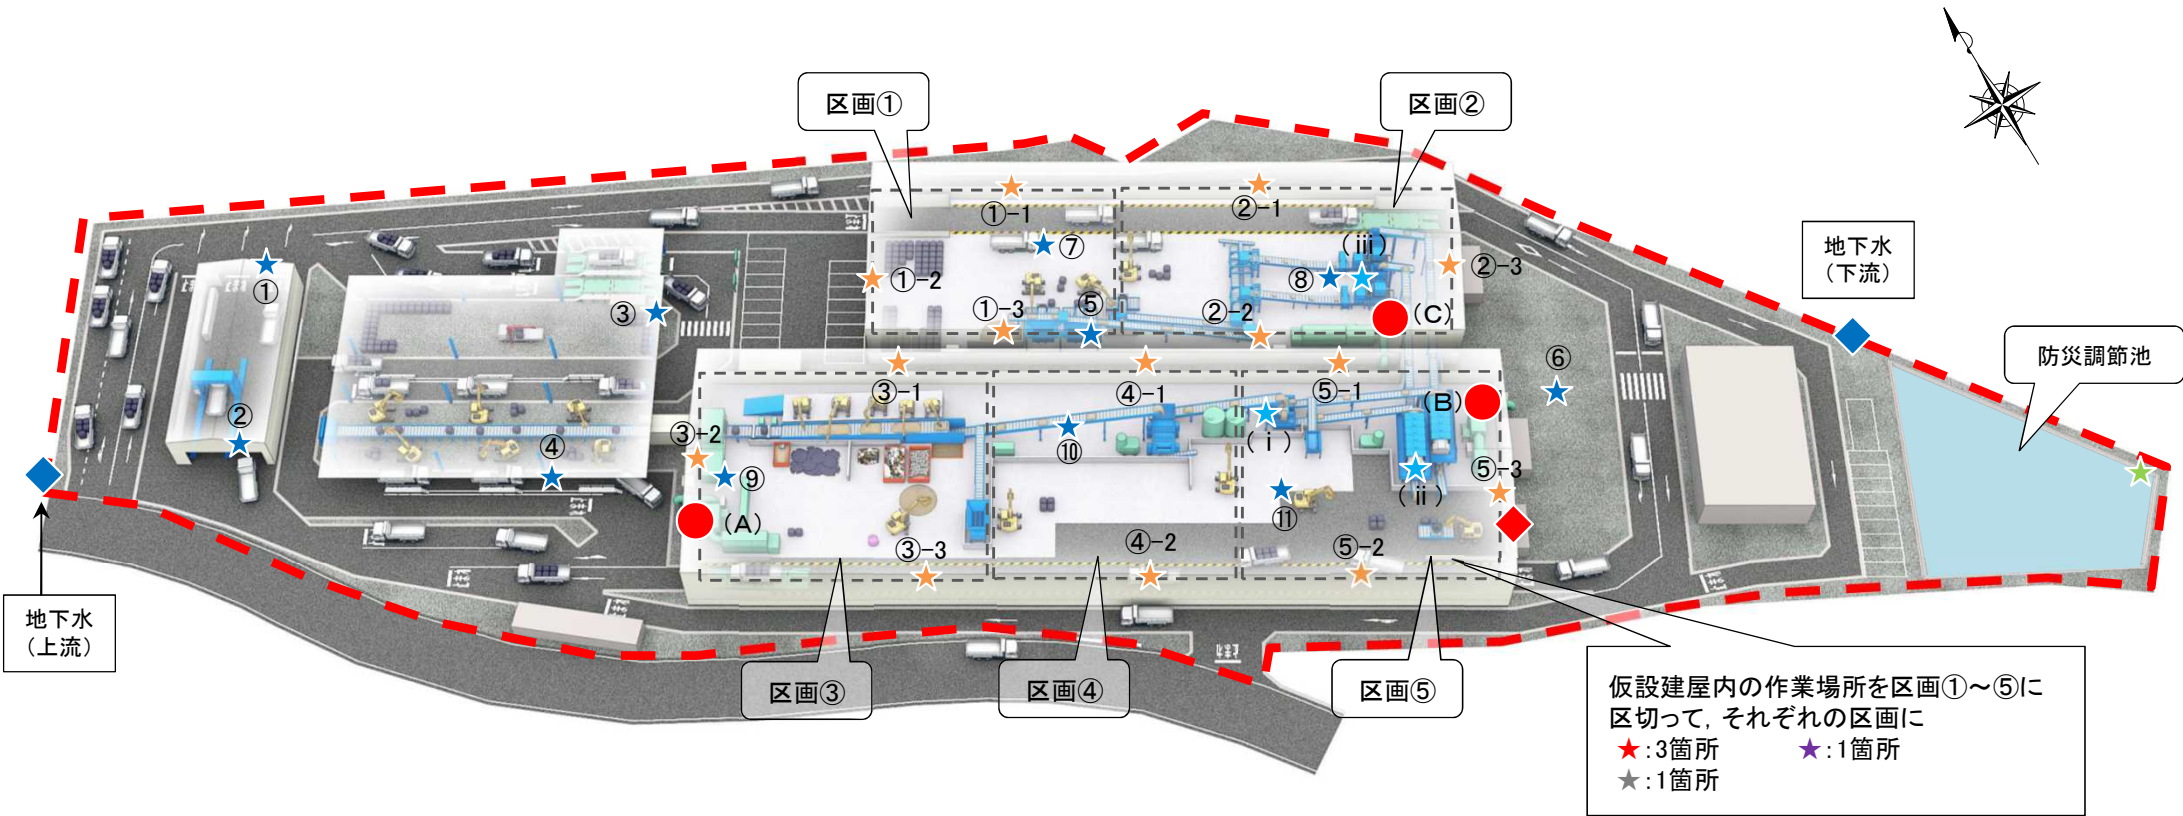 区画①
区画②
①-1
②-1
(ⅲ)
⑦
地下水
(下流)
①
①-2
⑧
②-3
③
①-3
⑤
②-2
(C)
防災調節池
⑥
③-1
④-1
⑤-1
(B)
②
③-2
⑩
(ⅰ)
④
⑨
⑤-3
(ⅱ)
(A)
⑪
③-3
④-2
⑤-2
地下水
(上流)
区画③
区画④
区画⑤
仮設建屋内の作業場所を区画①～⑤に
区切って，それぞれの区画に
★:3箇所 ★:1箇所
★:1箇所